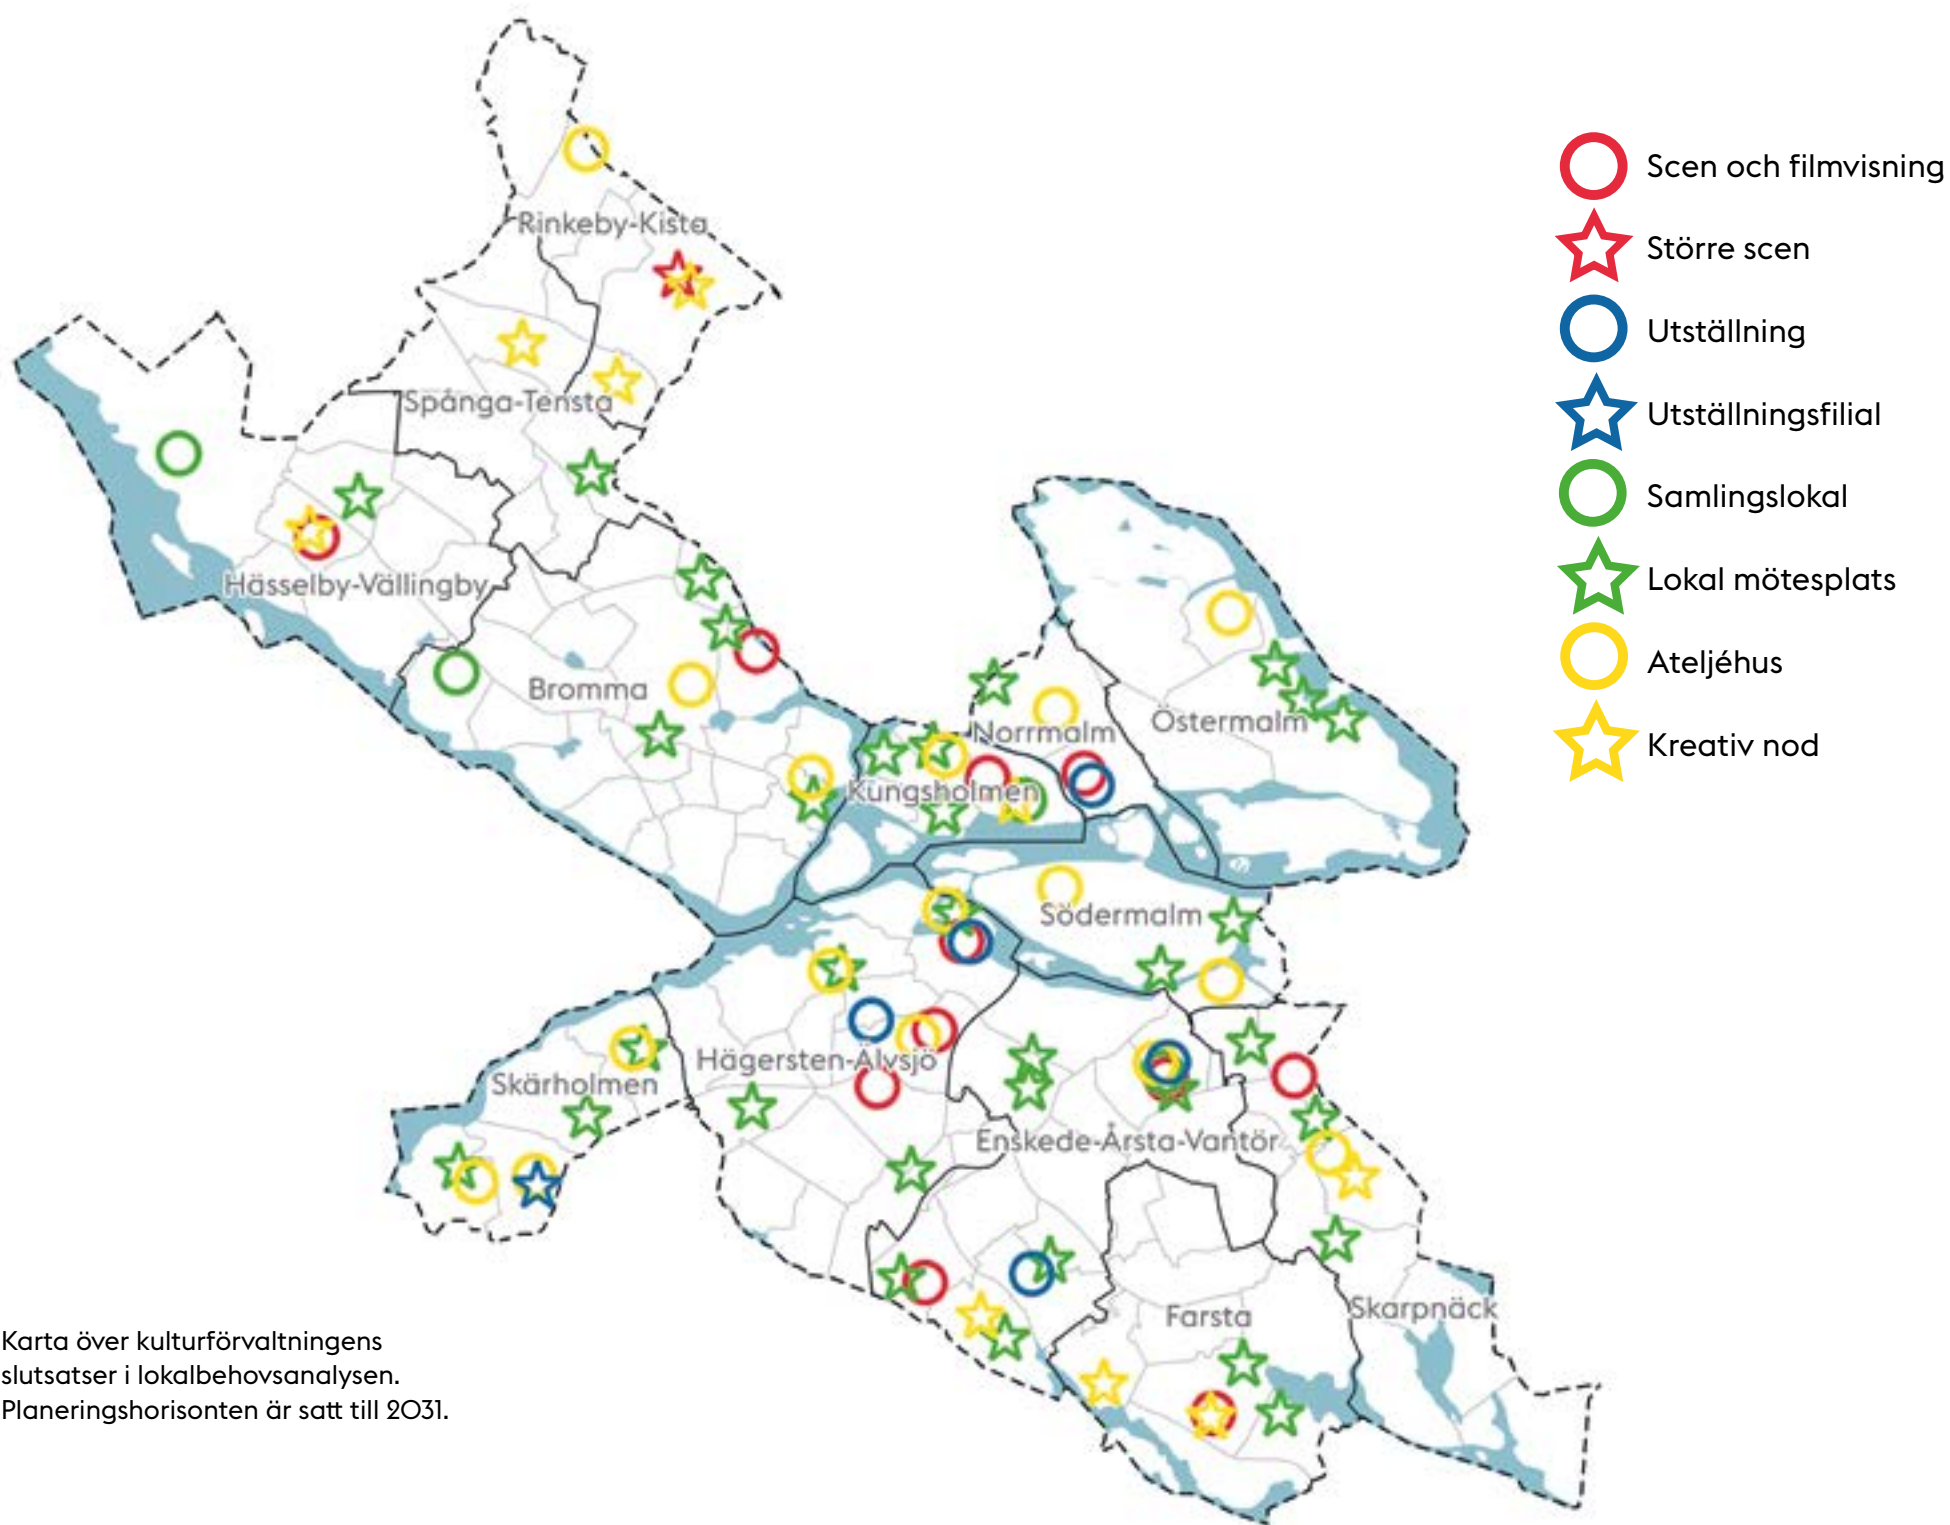 Scen och filmvisning
Större scen
Utställning
Utställningsfilial
Samlingslokal
Lokal mötesplats
Ateljéhus
Kreativ nod
Rinkeby-Kista
Spånga-Tensta
Hässelby-Vällingby
Bromma
Norrmalm
Östermalm
Kungsholmen
Södermalm
Hägersten-Älvsjö
Skärholmen
Enskede-Årsta-Vantör
Farsta
Skarpnäck
Karta över kulturförvaltningens
slutsatser i lokalbehovsanalysen.
Planeringshorisonten är satt till 2031.